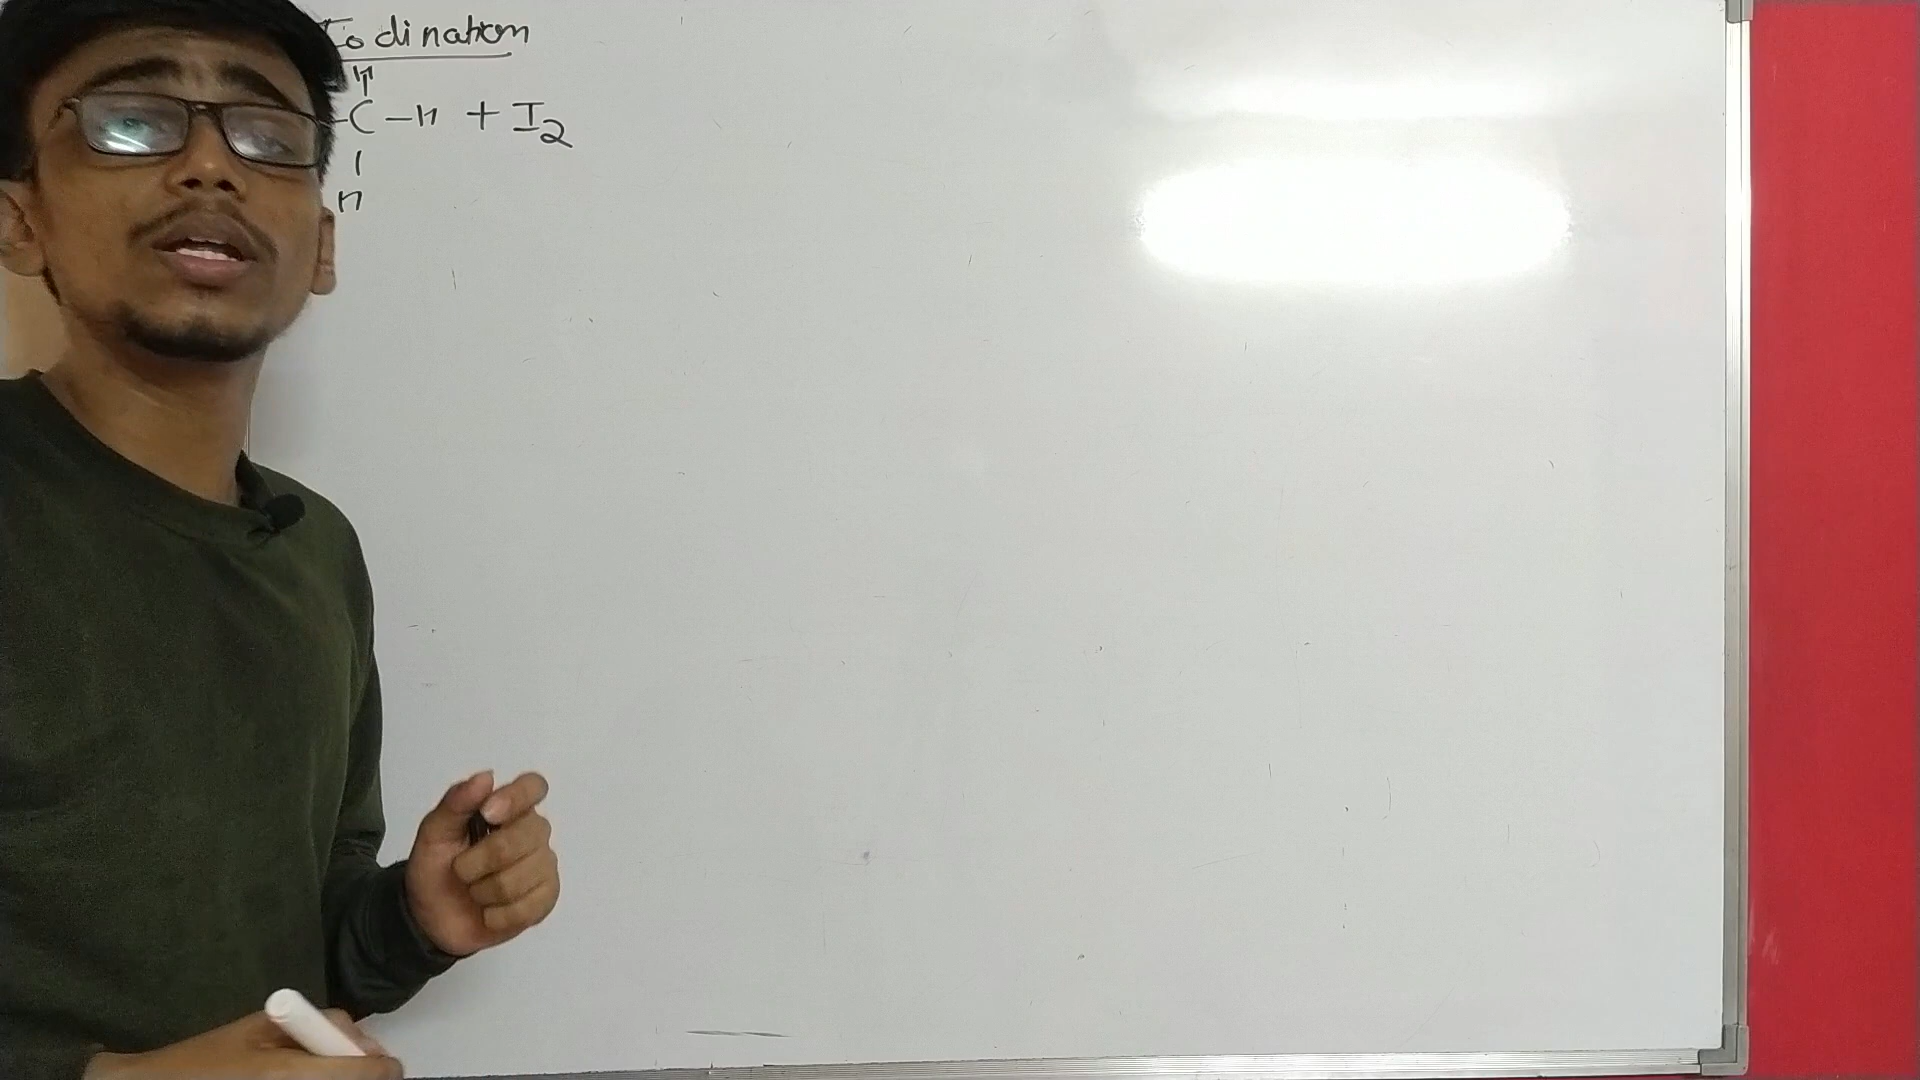 Iodination
H
-C-H + I2
|
H